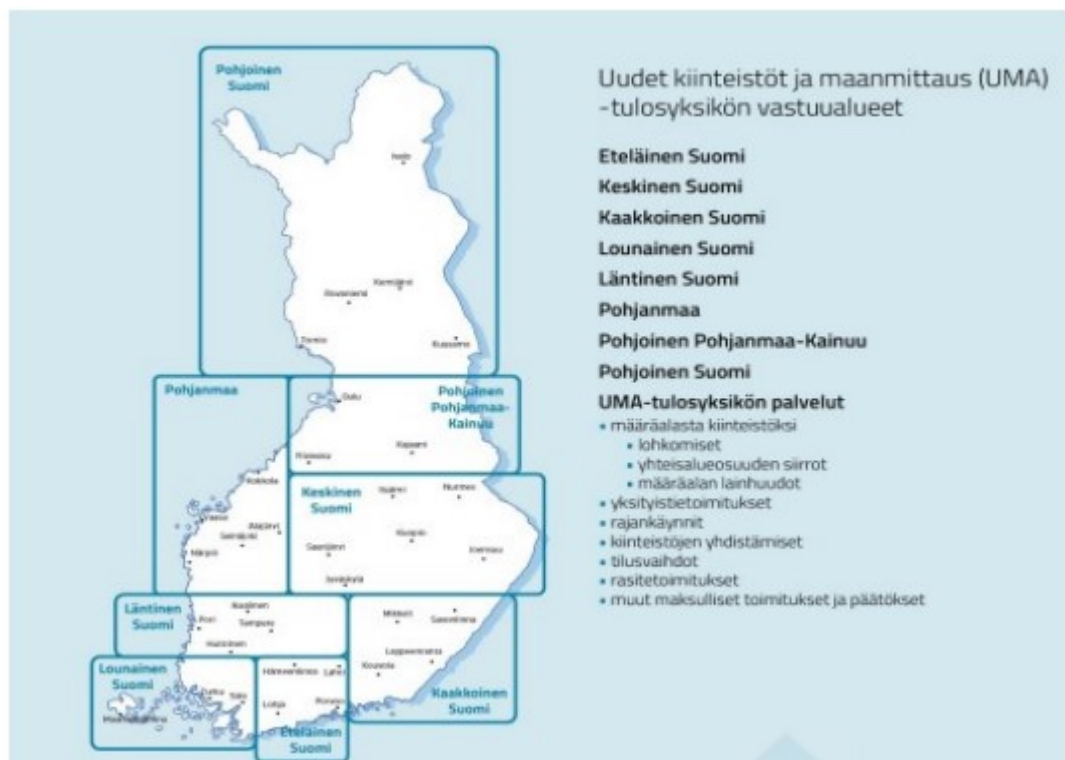 Uudet kiinteistöt ja maanmittaus (UMA)
-tulosyksikön vastuualueet
Eteläinen Suomi
Keskinen Suomi
Kaakkoinen Suomi
Lounainen Suomi
Läntinen Suomi
Pohjanmaa
Pohjoinen Pohjanmaa-Kainuu
Pohjoinen Suomi
UMA-tulosyksikön palvelut
• määräalasta kiinteistöksi
• lohkomiset
• yhteisalueosuuden siirrot
• määräalan lainhuudot
• yksityistietoimitukset
• rajankäynnit
• kiinteistöjen yhdistämiset
• tilusvaihdot
• rasitetoimitukset
• muut maksulliset toimitukset ja päätökset
Pohjoinen
Suomi
Kemijärvi
Rovaniemi
Tornio
Kuusamo
Pohjanmaa
Pohjoinen
Pohjanmaa-
Kainuu
Oulu
Kajaani
Kokkola
Vaasa
Alajärvi
Seinäjoki
Närpiö
Keskinen
Suomi
Iisalmi
Nurmes
Kuopio
Saarijärvi
Joensuu
Jyväskylä
Läntinen
Suomi
Pori
Tampere
Huittinen
Mikkeli
Savonlinna
Lappeenranta
Kouvola
Kaakkoinen
Suomi
Lounainen
Suomi
Turku
Salo
Hämeenlinna
Lahti
Lohja
Porvoo
Eteläinen
Suomi